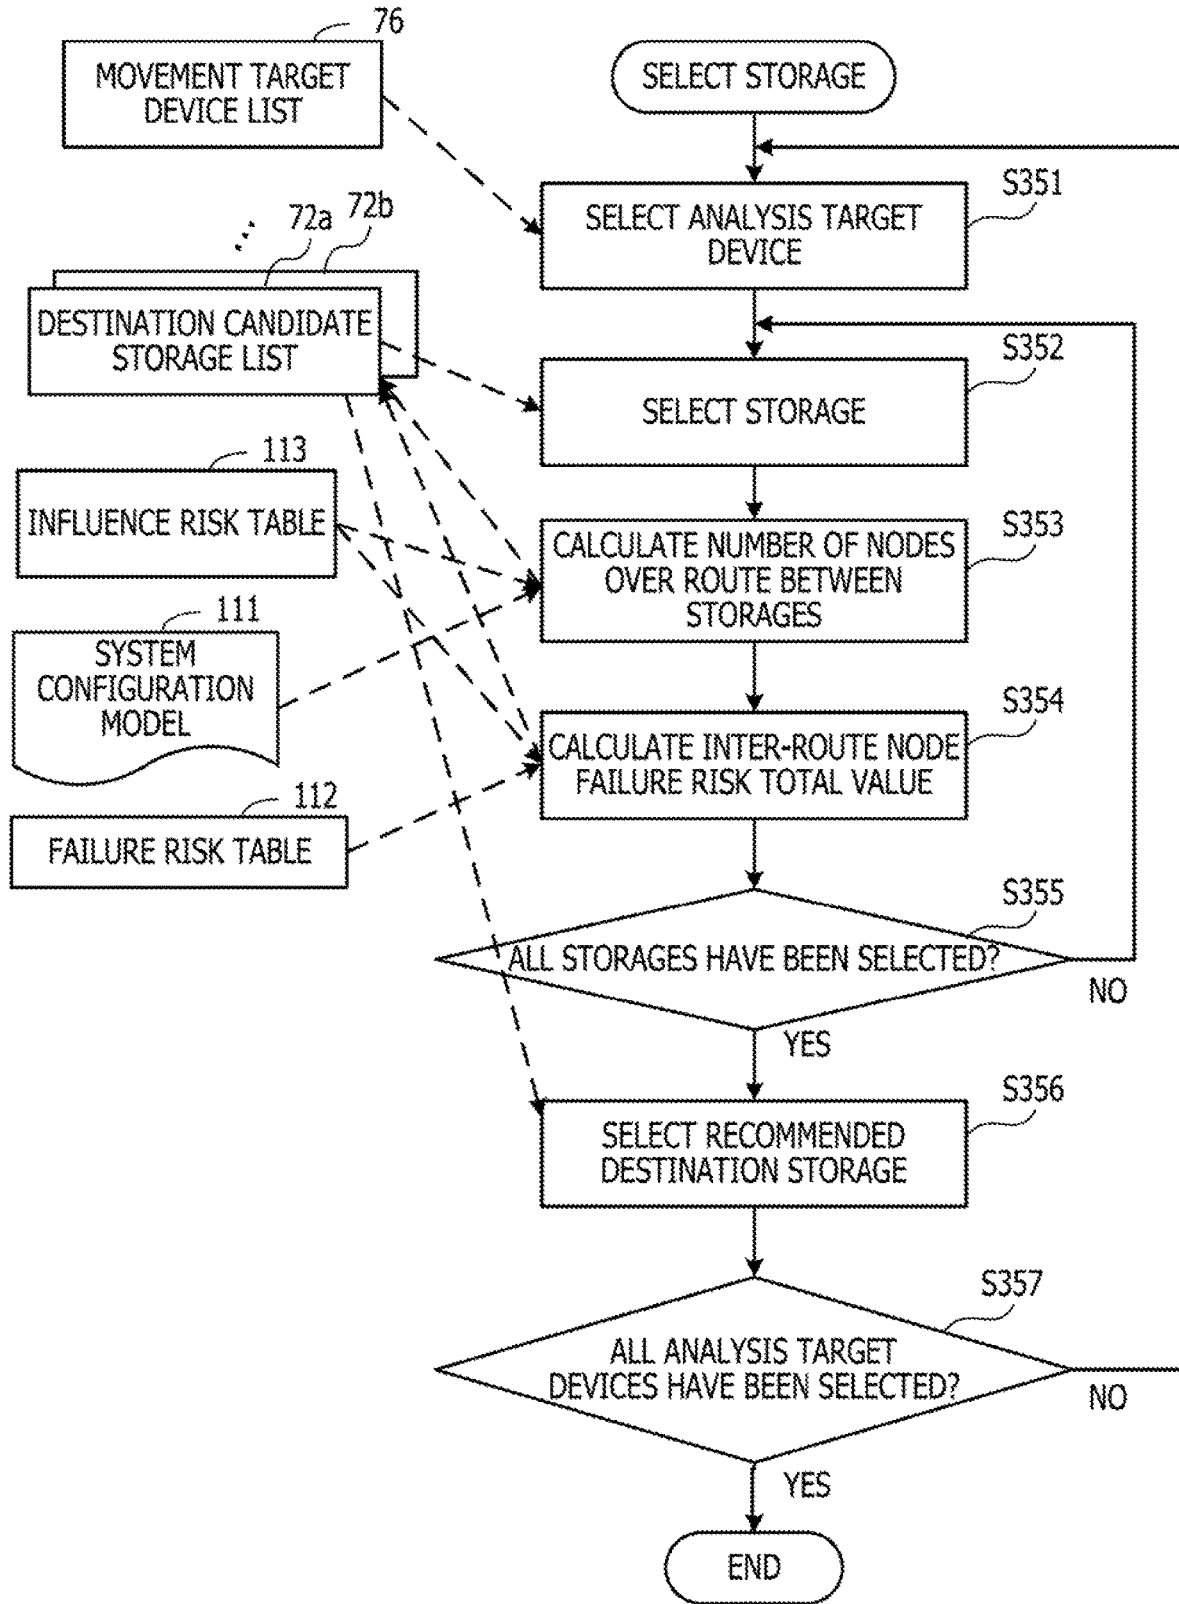 76
MOVEMENT TARGET
DEVICE LIST
SELECT STORAGE
S351
SELECT ANALYSIS TARGET
DEVICE
...
72a
72b
DESTINATION CANDIDATE
STORAGE LIST
S352
SELECT STORAGE
113
INFLUENCE RISK TABLE
S353
CALCULATE NUMBER OF NODES
OVER ROUTE BETWEEN
STORAGES
111
SYSTEM
CONFIGURATION
MODEL
S354
CALCULATE INTER-ROUTE NODE
FAILURE RISK TOTAL VALUE
112
FAILURE RISK TABLE
S355
ALL STORAGES HAVE BEEN SELECTED?
NO
YES
S356
SELECT RECOMMENDED
DESTINATION STORAGE
S357
ALL ANALYSIS TARGET
DEVICES HAVE BEEN SELECTED?
NO
YES
END